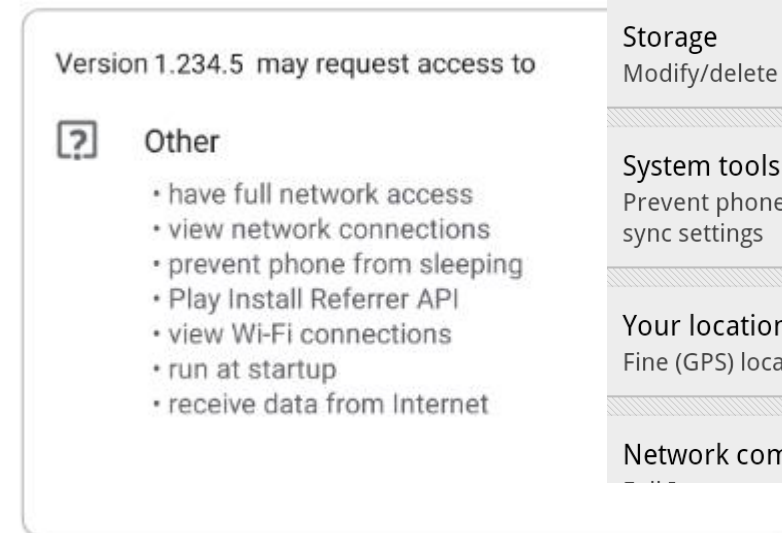 Version 1.234.5 may request access to
Other
• have full network access
• view network connections
• prevent phone from sleeping
• Play Install Referrer API
• view Wi-Fi connections
• run at startup
• receive data from Internet
Storage
Modify/delete
System tools
Prevent phone
sync settings
Your location
Fine (GPS)
Network